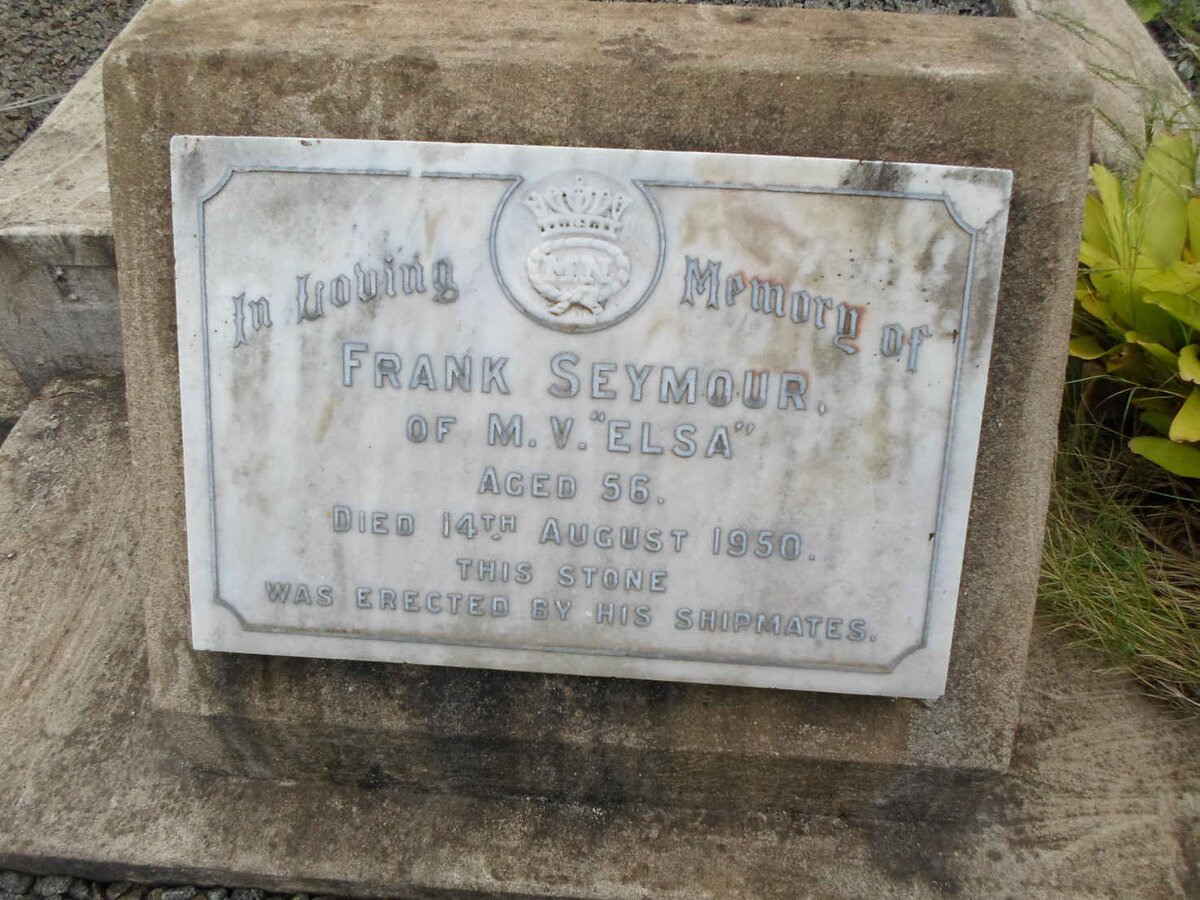 MN
In Loving Memory of
FRANK SEYMOUR,
OF M.V. "ELSA"
AGED 56.
DIED 14TH AUGUST 1950.
THIS STONE
WAS ERECTED BY HIS SHIPMATES.